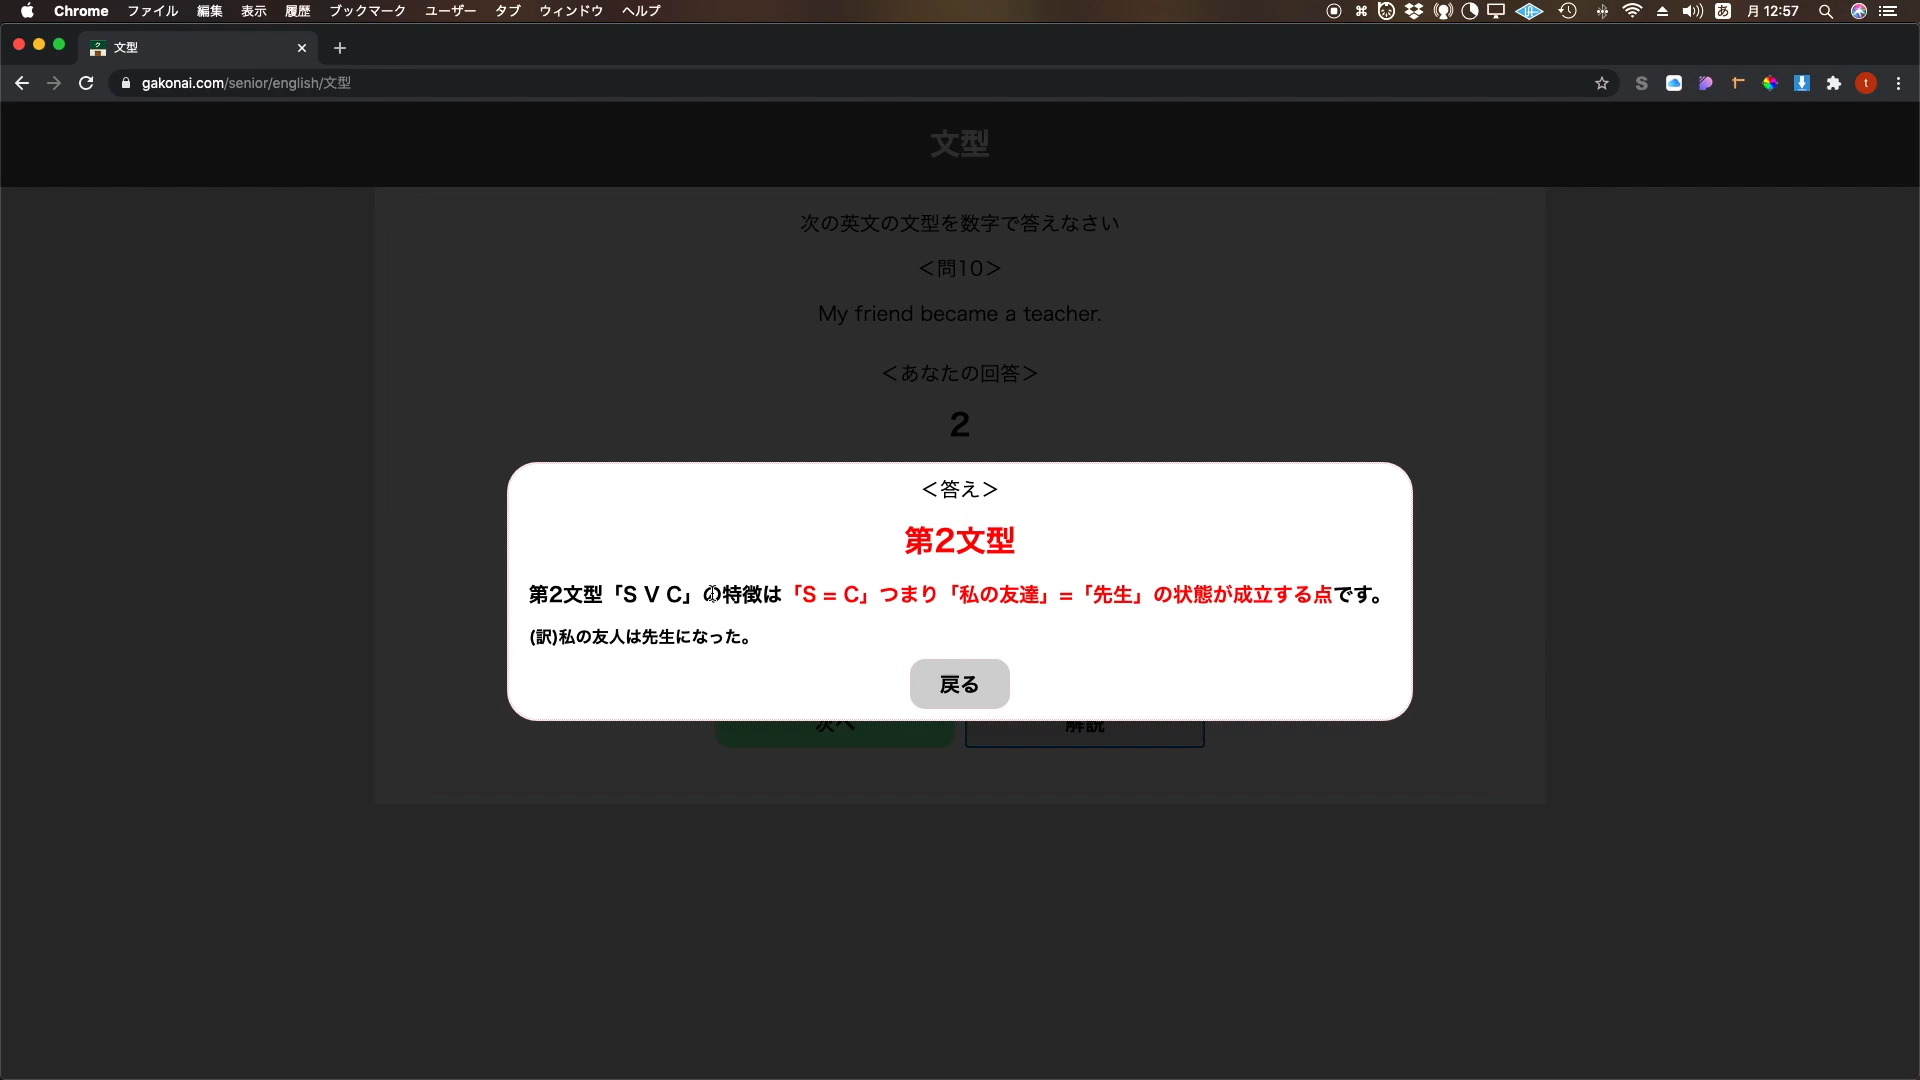 Chrome ファイル 編集 表示 履歴 ブックマーク ユーザー タブ ウィンドウ ヘルプ あ 月 12:57
文型
gakonai.com/senior/english/文型 S t
文型
次の英文の文型を数字で答えなさい
＜問10＞
My friend became a teacher.
＜あなたの回答＞
2
＜答え＞
第2文型
第2文型「S V C」の特徴は「S = C」つまり「私の友達」=「先生」の状態が成立する点です。
(訳)私の友人は先生になった。
戻る
次へ 解説